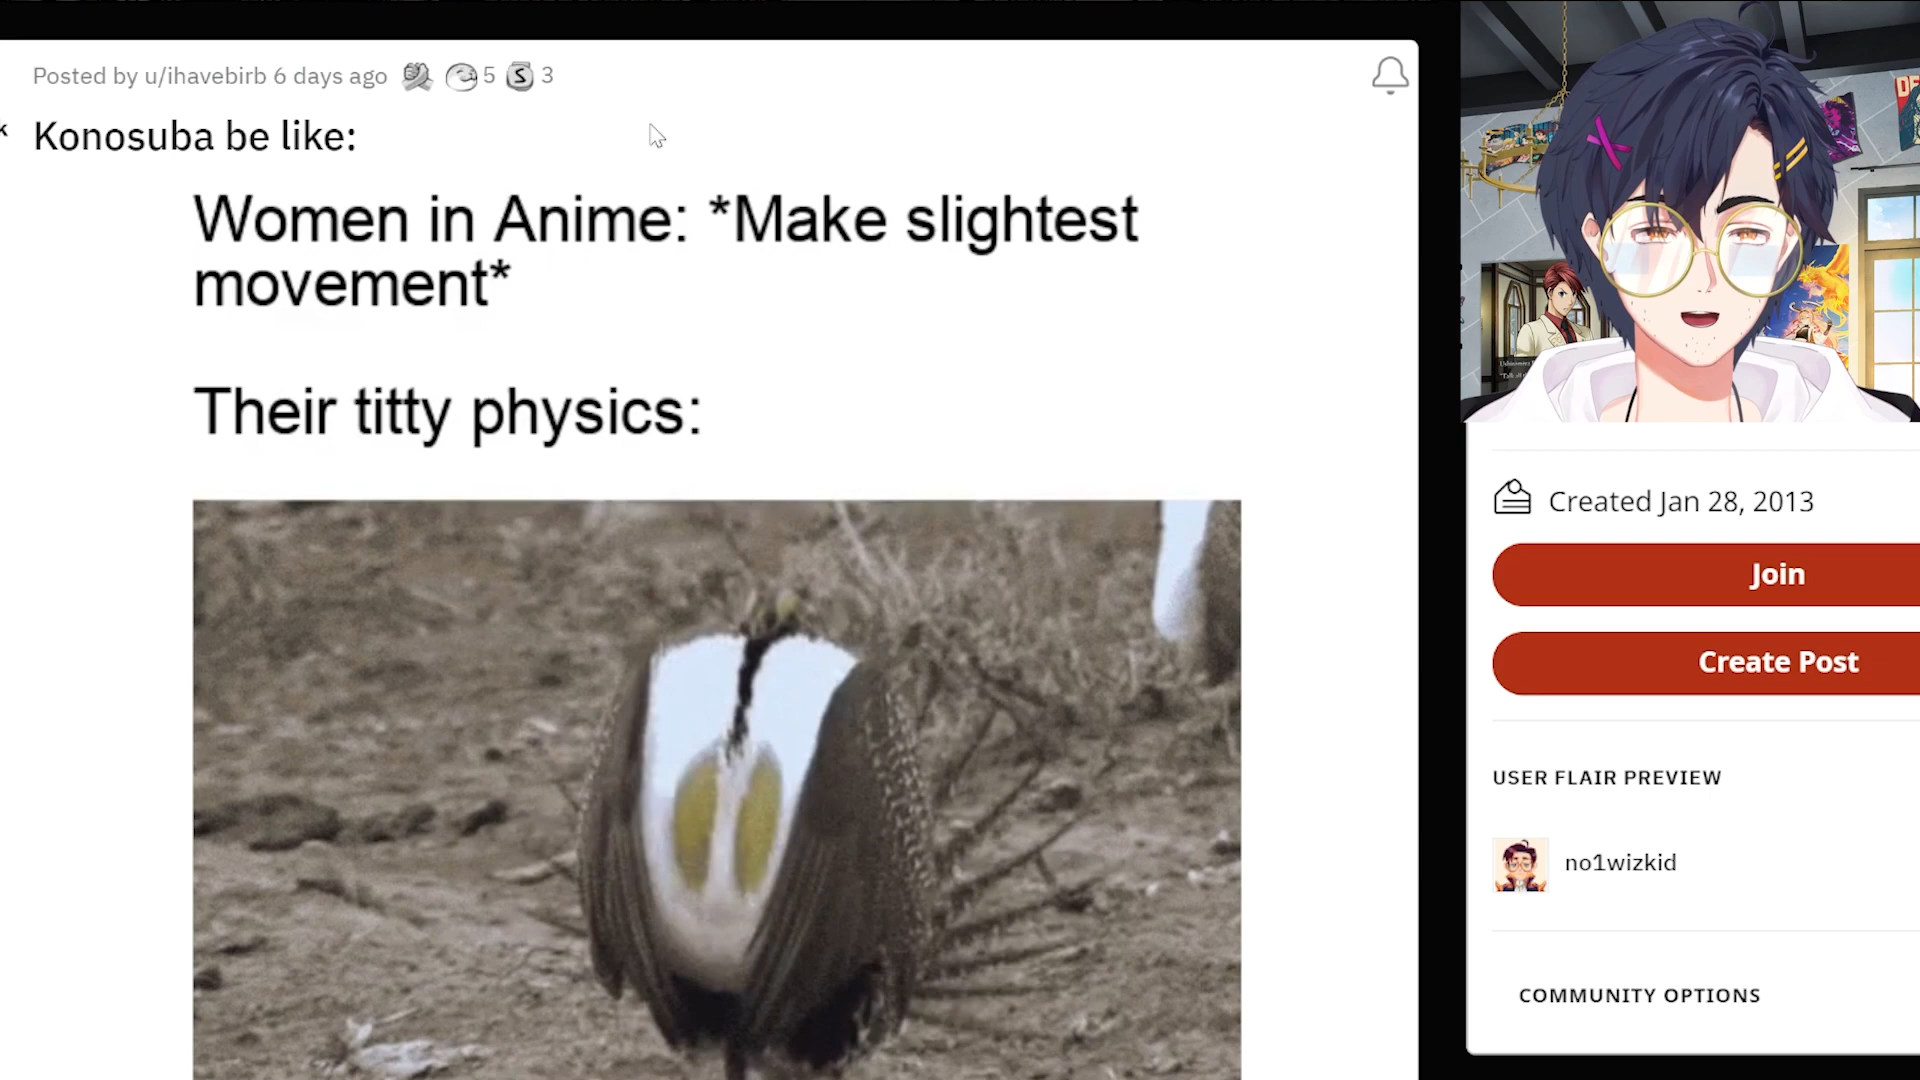 Posted by u/ihavebirb 6 days ago 5 3
Konosuba be like:
Women in Anime: *Make slightest
movement*
Their titty physics:
Created Jan 28, 2013
Join
Create Post
USER FLAIR PREVIEW
no1wizkid
COMMUNITY OPTIONS